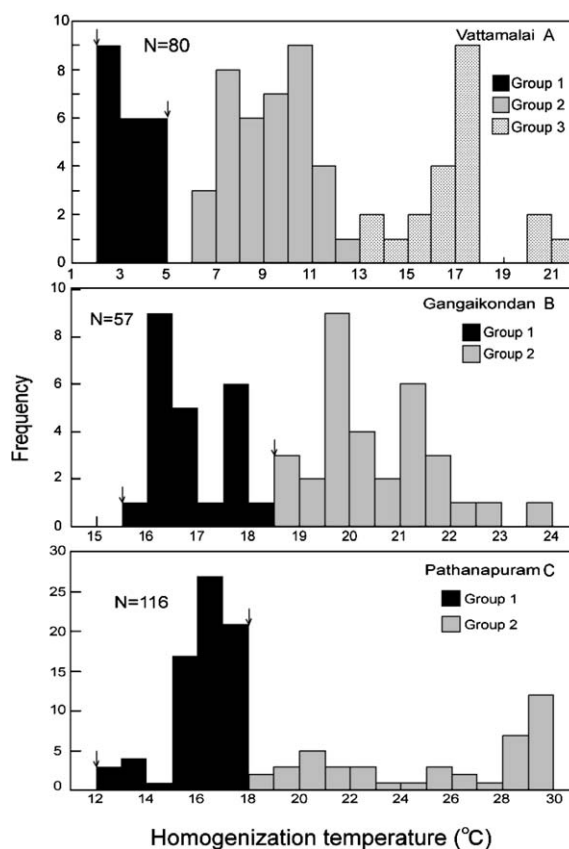 Vattamalai A
N=80
Group 1
Group 2
Group 3
10
8
6
4
2
0
1 3 5 7 9 11 13 15 17 19 21
Gangaikondan B
N=57
Group 1
Group 2
10
8
6
4
2
0
15 16 17 18 19 20 21 22 23 24
Frequency
Pathanapuram C
N=116
Group 1
Group 2
30
25
20
15
10
5
0
12 14 16 18 20 22 24 26 28 30
Homogenization temperature (°C)